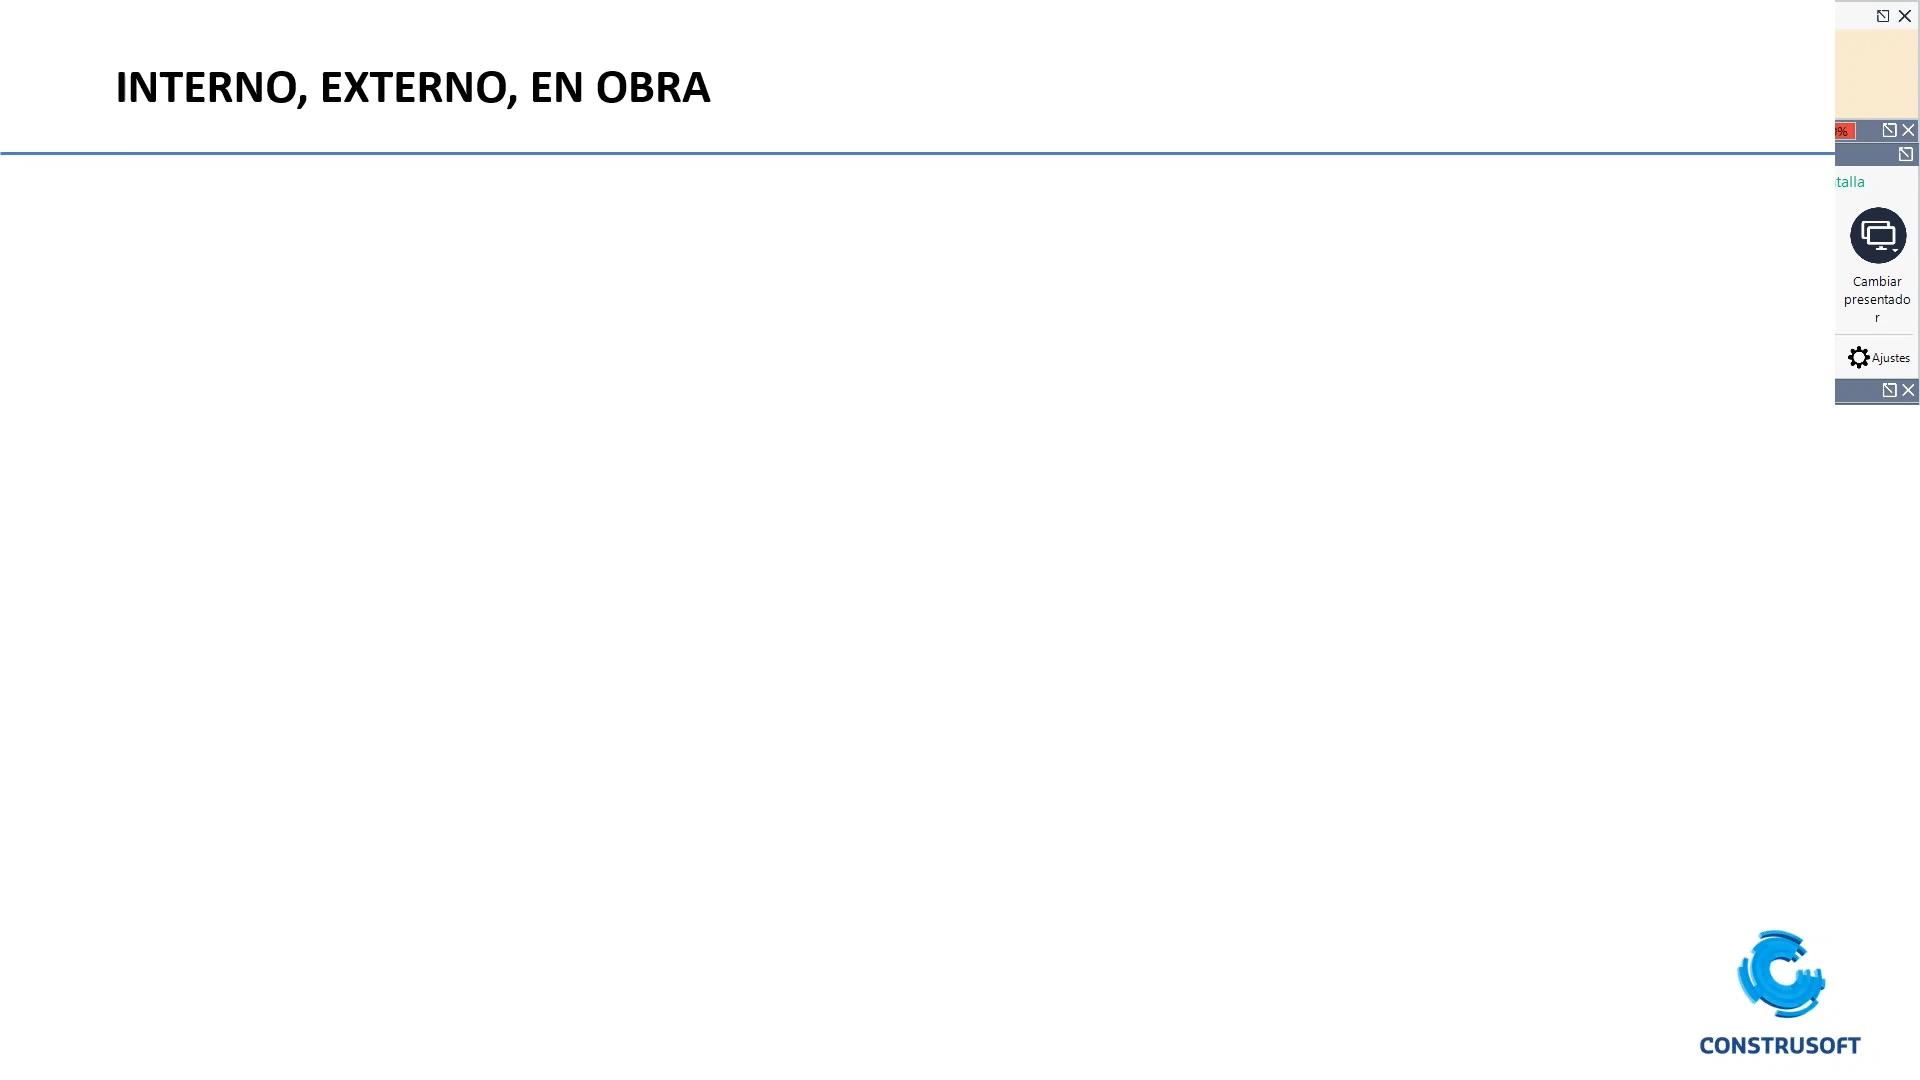 INTERNO, EXTERNO, EN OBRA
%
talla
Cambiar
presentado
r
Ajustes
CONSTRUSOFT